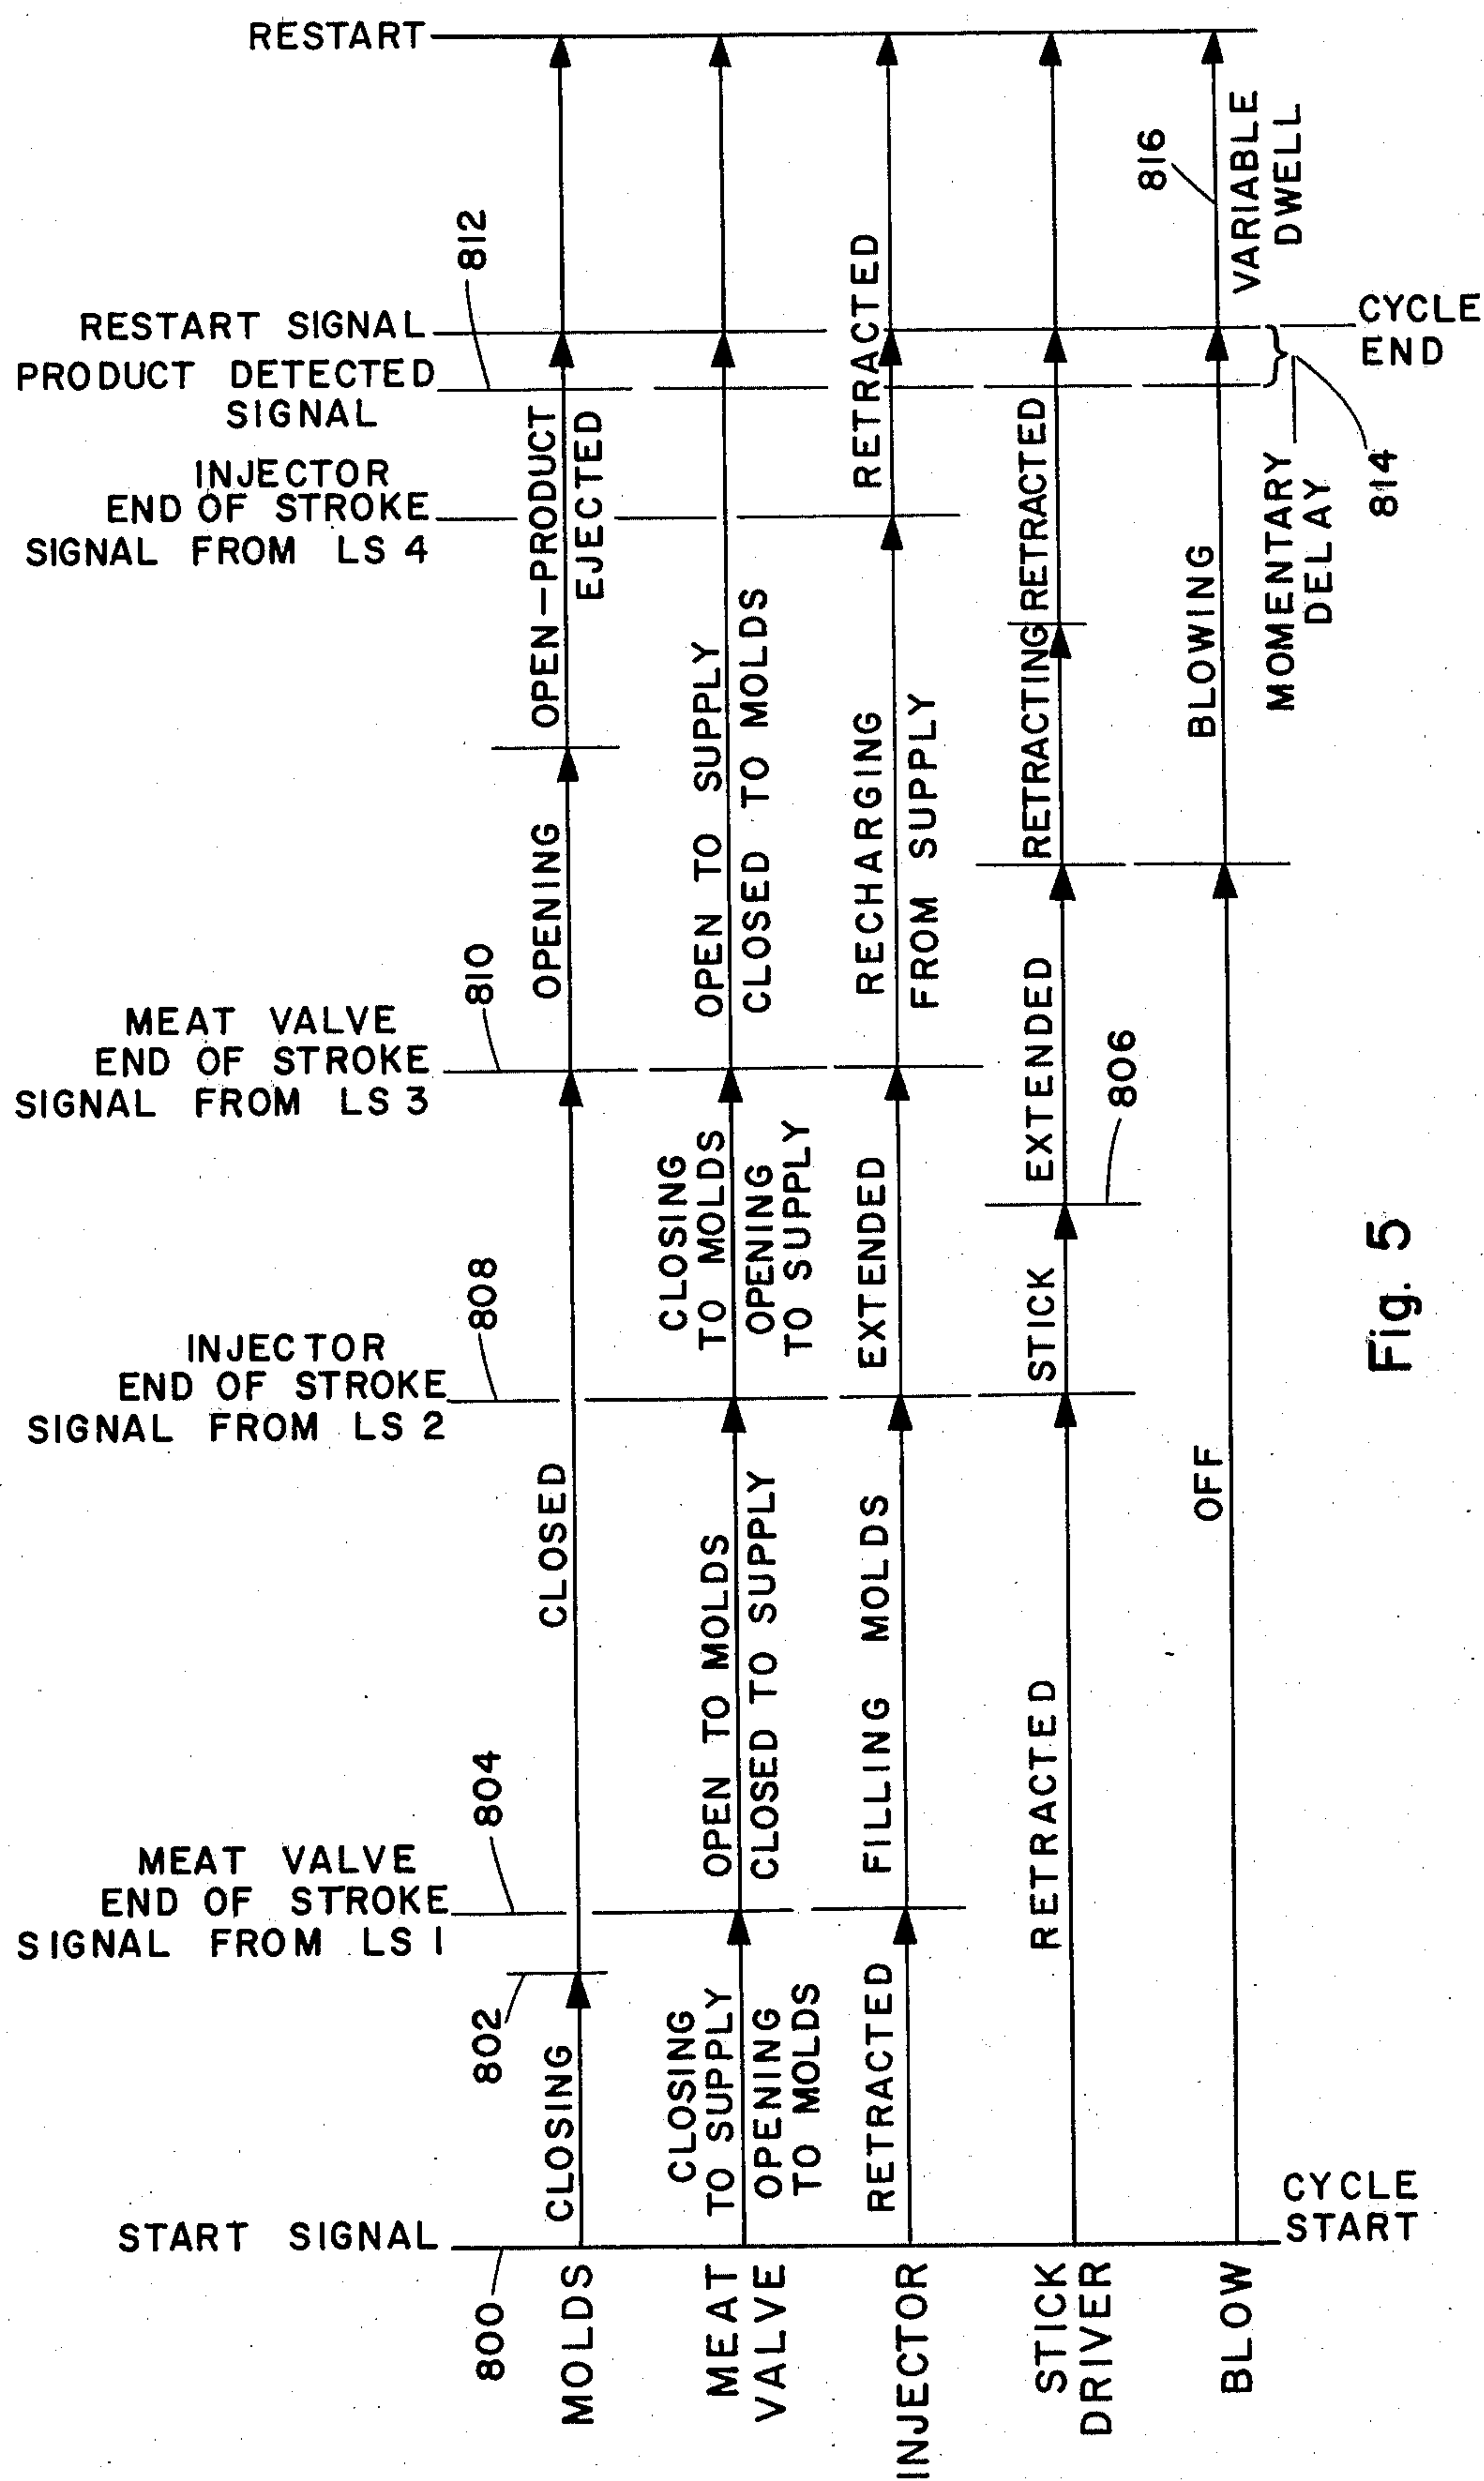 RESTART
816
VARIABLE
DWELL
812
RESTART SIGNAL
CYCLE
END
PRODUCT DETECTED
SIGNAL
INJECTOR
END OF STROKE
SIGNAL FROM LS 4
OPEN-PRODUCT
EJECTED
RETRACTED
RETRACTED
BLOWING
MOMENTARY
DELAY
814
OPENING
OPEN TO SUPPLY
CLOSED TO MOLDS
RECHARGING
FROM SUPPLY
RETRACTING
810
MEAT VALVE
END OF STROKE
SIGNAL FROM LS 3
CLOSING
TO MOLDS
OPENING
TO SUPPLY
EXTENDED
EXTENDED
806
STICK
808
INJECTOR
END OF STROKE
SIGNAL FROM LS 2
CLOSED
OPEN TO MOLDS
CLOSED TO SUPPLY
FILLING MOLDS
RETRACTED
OFF
804
MEAT VALVE
END OF STROKE
SIGNAL FROM LS 1
802
CLOSING
CLOSING
TO SUPPLY
OPENING
TO MOLDS
RETRACTED
START SIGNAL
CYCLE
START
800
MOLDS
MEAT
VALVE
INJECTOR
STICK
DRIVER
BLOW
Fig. 5